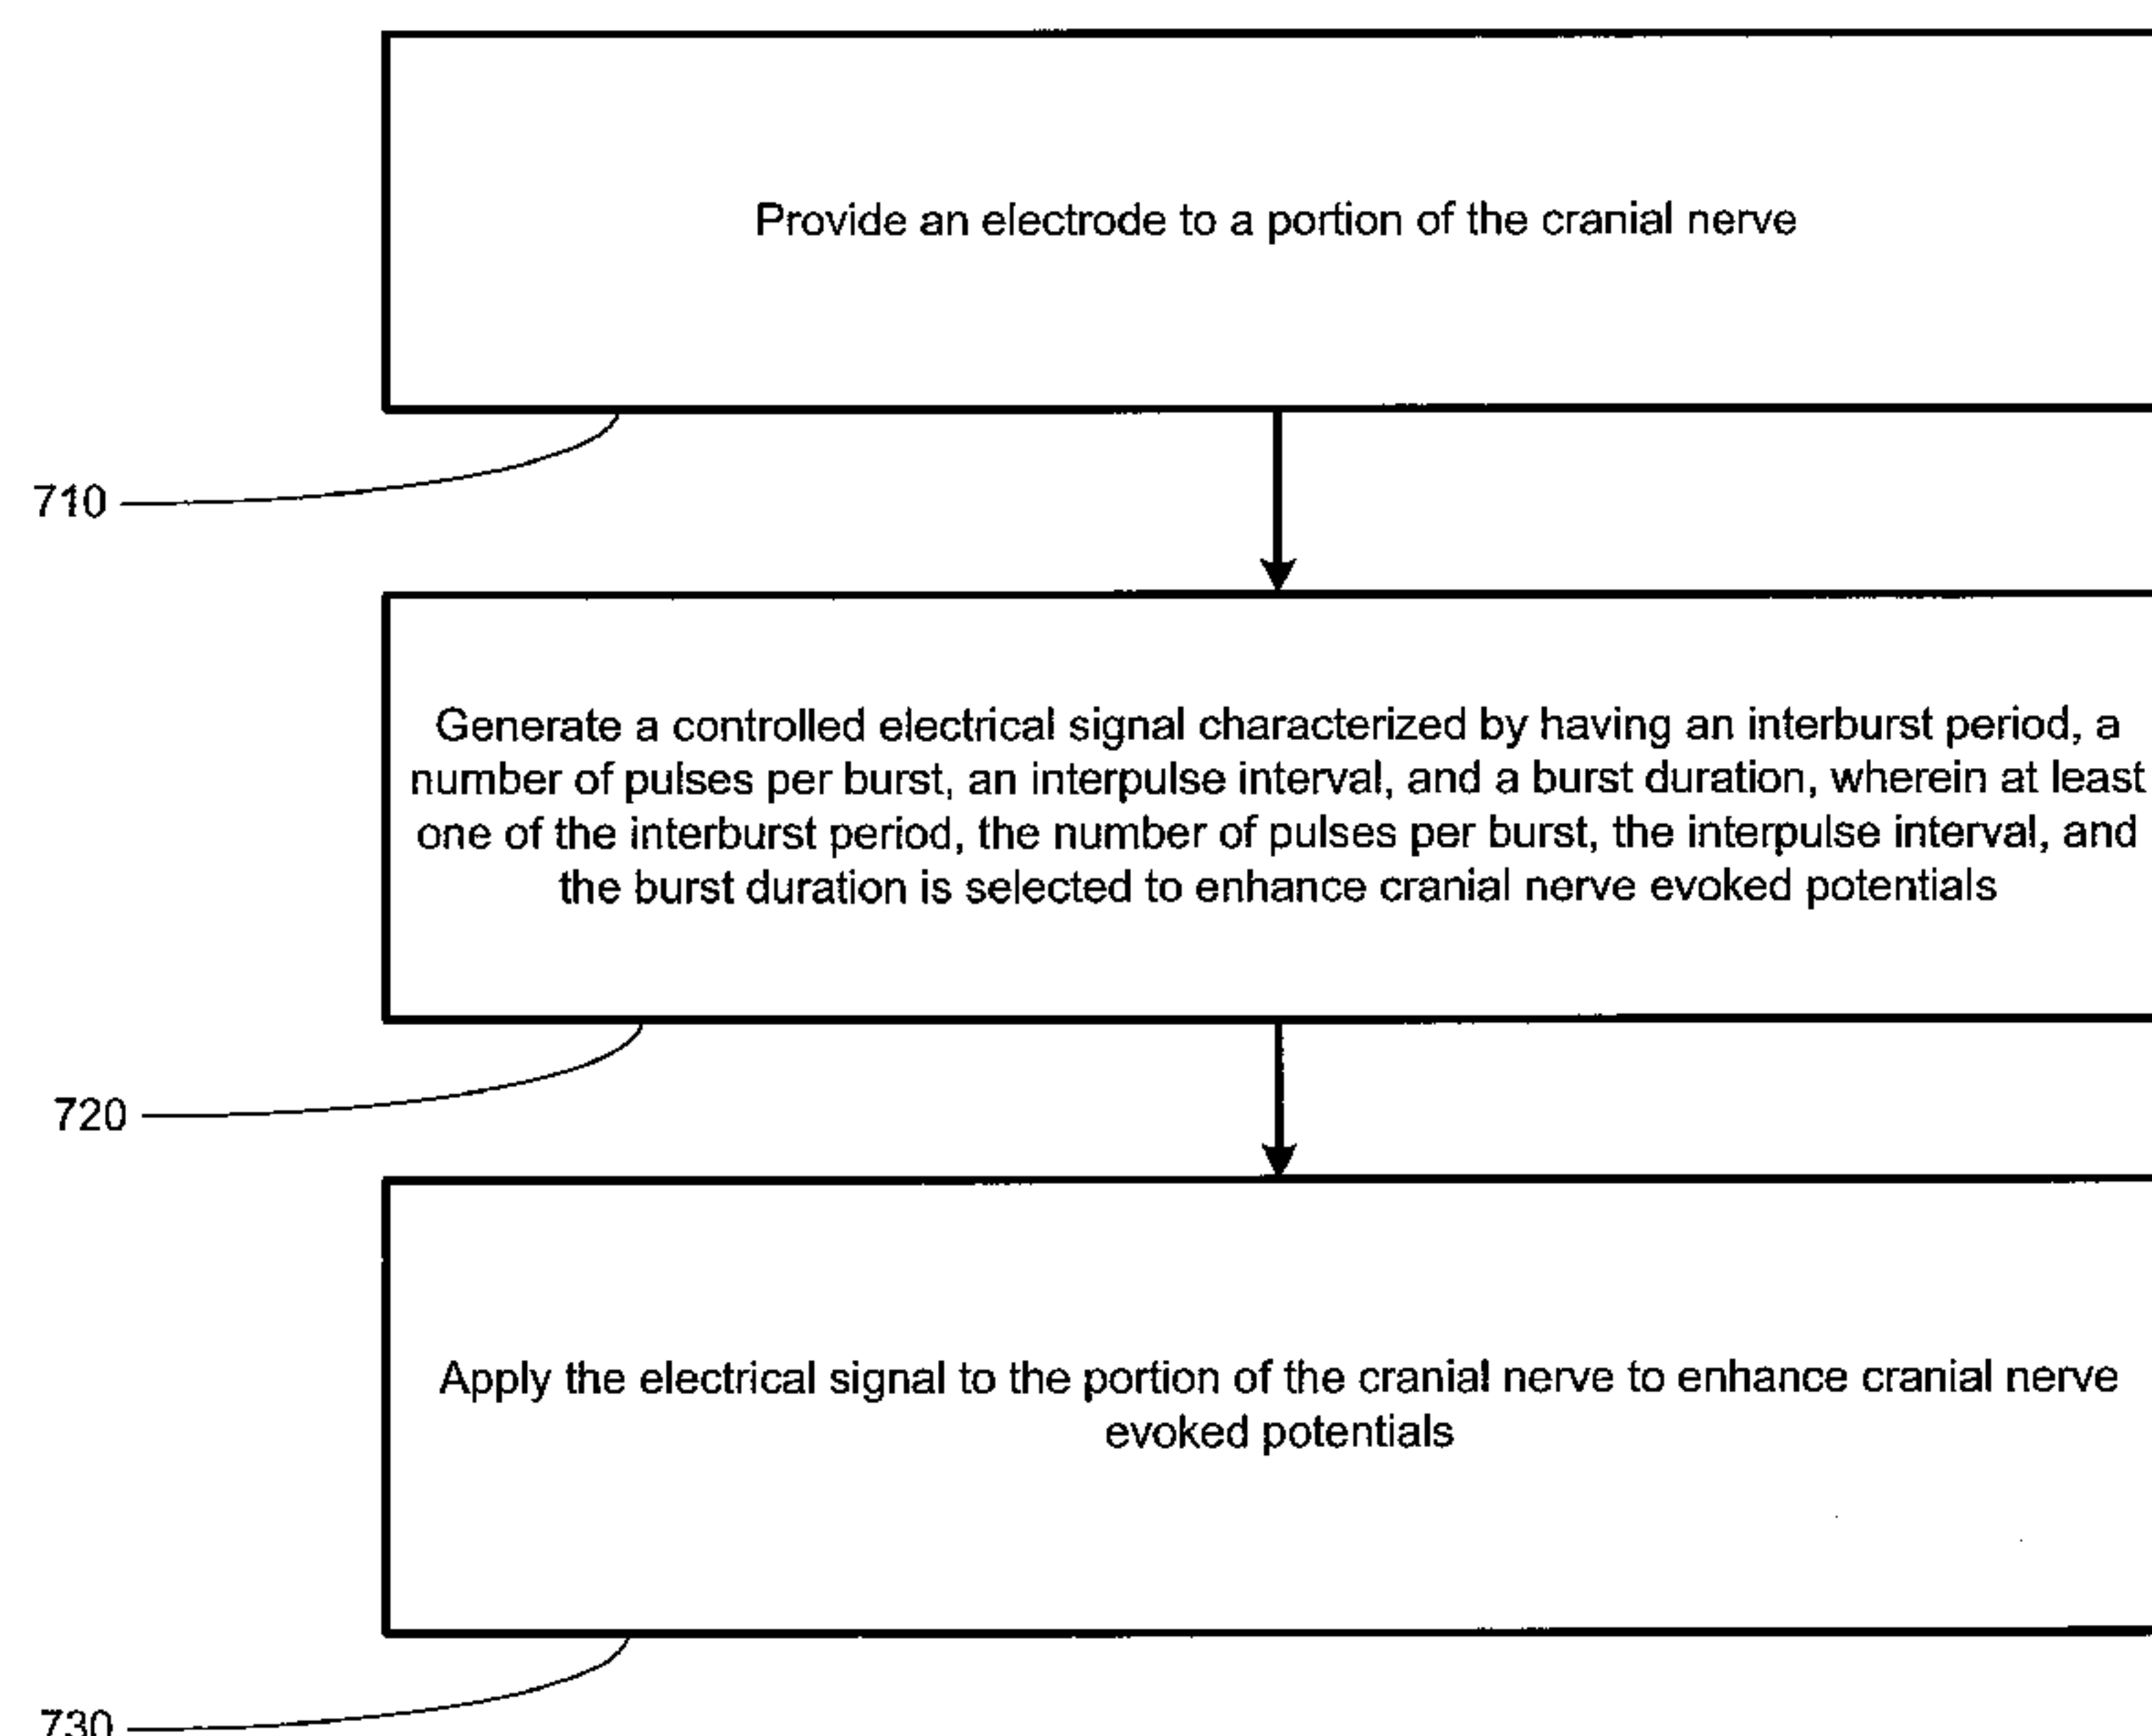 Provide an electrode to a portion of the cranial nerve
710
Generate a controlled electrical signal characterized by having an interburst period, a
number of pulses per burst, an interpulse interval, and a burst duration, wherein at least
one of the interburst period, the number of pulses per burst, the interpulse interval, and
the burst duration is selected to enhance cranial nerve evoked potentials
720
Apply the electrical signal to the portion of the cranial nerve to enhance cranial nerve
evoked potentials
730